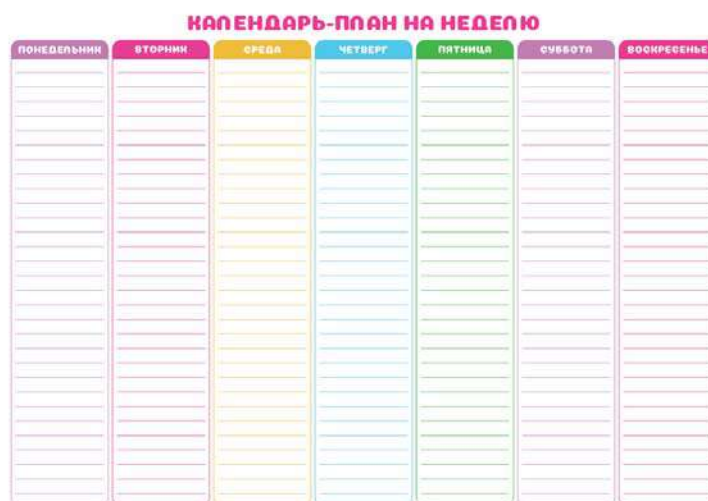 КАЛЕНДАРЬ-ПЛАН НА НЕДЕЛЮ
ПОНЕДЕЛЬНИК ВТОРНИК СРЕДА ЧЕТВЕРГ ПЯТНИЦА СУББОТА ВОСКРЕСЕНЬЕ